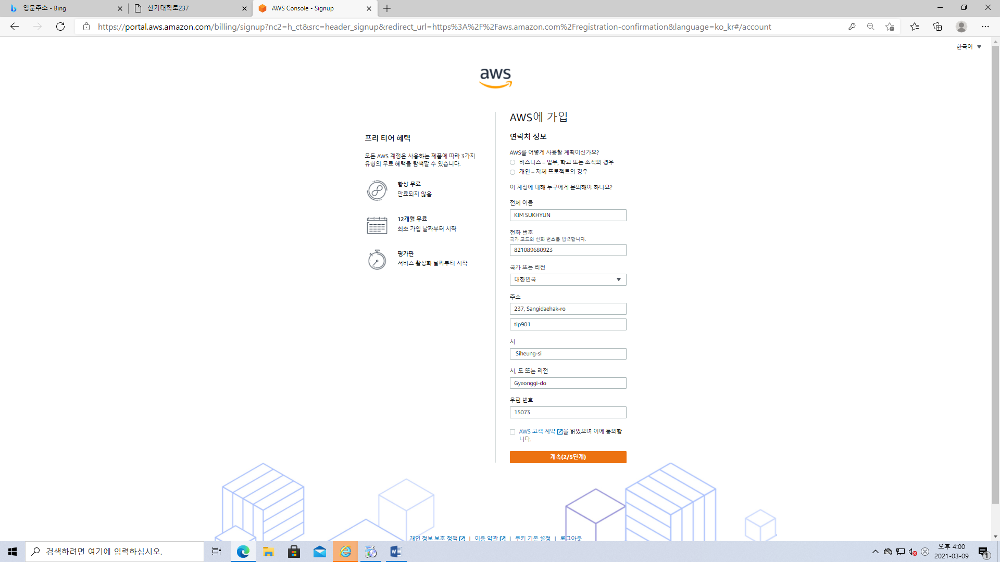 영문주소 - Bing
산기대학로237
AWS Console - Signup
https://portal.aws.amazon.com/billing/signup?nc2=h_ct&src=header_signup&redirect_url=https%3A%2F%2Faws.amazon.com%2Fregistration-confirmation&language=ko_kr#/account
한국어
aws
프리 티어 혜택
모든 AWS 계정은 사용하는 제품에 따라 3가지
유형의 무료 혜택을 탐색할 수 있습니다.
항상 무료
만료되지 않음
12개월 무료
최초 가입 날짜부터 시작
평가판
서비스 활성화 날짜부터 시작
AWS에 가입
연락처 정보
AWS를 어떻게 사용할 계획이신가요?
비즈니스 – 업무, 학교 또는 조직의 경우
개인 – 자체 프로젝트의 경우
이 계정에 대해 누구에게 문의해야 하나요?
전체 이름
KIM SUKHYUN
전화 번호
국가 코드와 전화 번호를 입력합니다.
821089680923
국가 또는 리전
대한민국
주소
237, Sangidaehak-ro
tip901
시
Siheung-si
시, 도 또는 리전
Gyeonggi-do
우편 번호
15073
AWS 고객 계약을 읽었으며 이에 동의합
니다.
계속(2/5단계)
개인 정보 보호 정책 | 이용 약관 | 쿠키 기본 설정 | 로그아웃
검색하려면 여기에 입력하십시오.
오후 4:00
2021-03-09
1